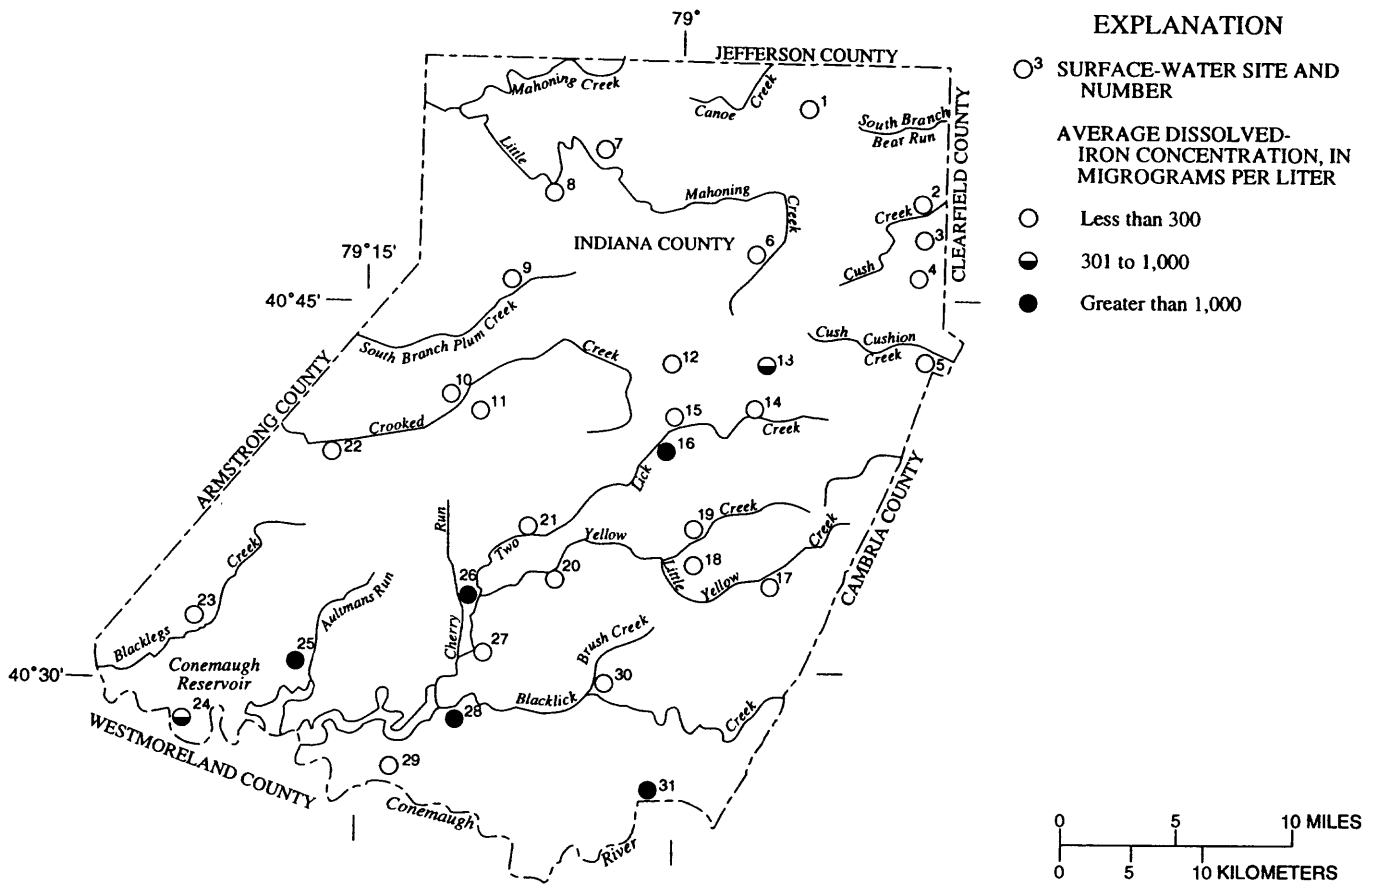 79°
JEFFERSON COUNTY
Mahoning Creek
Canoe
Creek
1
South Branch
Bear Run
CLEARFIELD COUNTY
Little
7
8
Mahoning
Creek
2
Creek
3
Cush
4
INDIANA COUNTY
6
79°15'
40°45'
9
South Branch Plum Creek
Cush Cushion
Creek
5
ARMSTRONG COUNTY
Creek
12
13
10
11
Crooked
15
14
Creek
22
16
Lick
CAMBRIA COUNTY
Run
21
Two
Yellow
19
Creek
Creek
18
Little
Yellow
17
20
Creek
26
Aultmans Run
23
Blacklegs
Cherry
27
Brush Creek
25
40°30'
Conemaugh
Reservoir
30
Blacklick
Creek
24
28
WESTMORELAND COUNTY
29
31
Conemaugh
River
EXPLANATION
3 SURFACE-WATER SITE AND
NUMBER
AVERAGE DISSOLVED-
IRON CONCENTRATION, IN
MIGROGRAMS PER LITER
Less than 300
301 to 1,000
Greater than 1,000
0 5 10 MILES
0 5 10 KILOMETERS